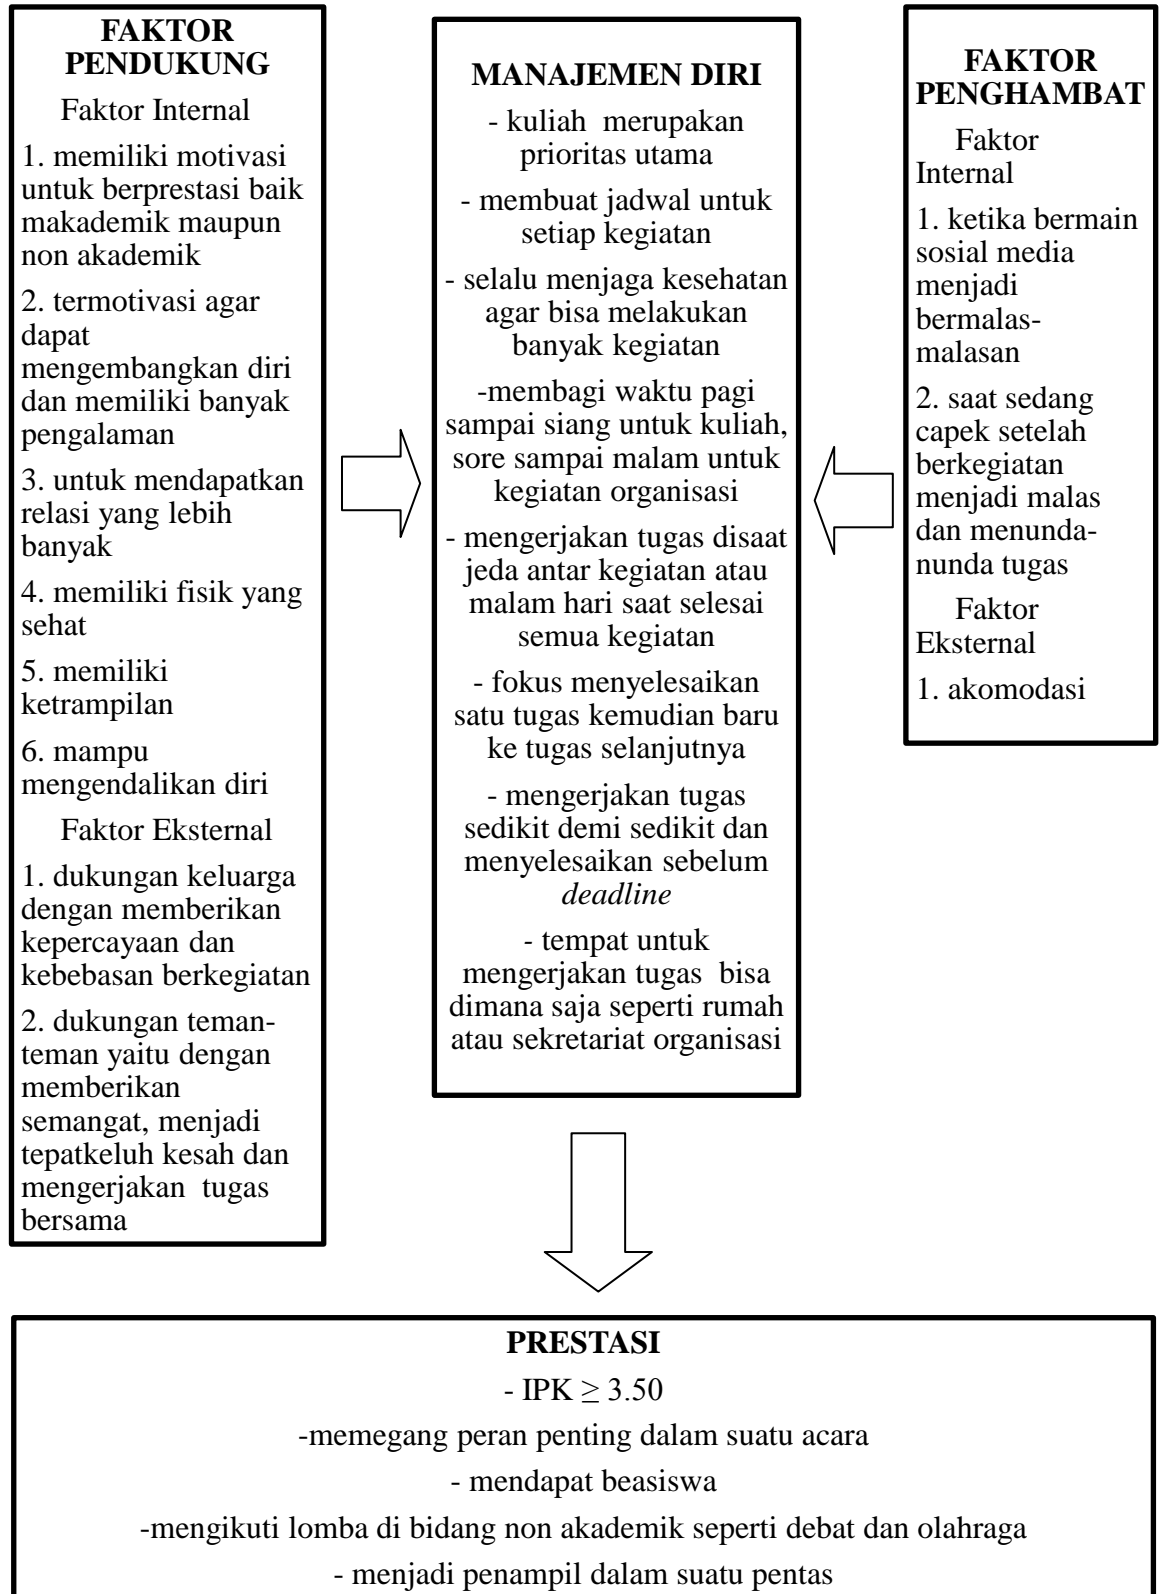 FAKTOR
PENDUKUNG
Faktor Internal
1. memiliki motivasi
untuk berprestasi baik
makademik maupun
non akademik
2. termotivasi agar
dapat
mengembangkan diri
dan memiliki banyak
pengalaman
3. untuk mendapatkan
relasi yang lebih
banyak
4. memiliki fisik yang
sehat
5. memiliki
ketrampilan
6. mampu
mengendalikan diri
Faktor Eksternal
1. dukungan keluarga
dengan memberikan
kepercayaan dan
kebebasan berkegiatan
2. dukungan teman-
teman yaitu dengan
memberikan
semangat, menjadi
tepatkeluh kesah dan
mengerjakan tugas
bersama
MANAJEMEN DIRI
- kuliah merupakan
prioritas utama
- membuat jadwal untuk
setiap kegiatan
- selalu menjaga kesehatan
agar bisa melakukan
banyak kegiatan
-membagi waktu pagi
sampai siang untuk kuliah,
sore sampai malam untuk
kegiatan organisasi
- mengerjakan tugas disaat
jeda antar kegiatan atau
malam hari saat selesai
semua kegiatan
- fokus menyelesaikan
satu tugas kemudian baru
ke tugas selanjutnya
- mengerjakan tugas
sedikit demi sedikit dan
menyelesaikan sebelum
deadline
- tempat untuk
mengerjakan tugas bisa
dimana saja seperti rumah
atau sekretariat organisasi
FAKTOR
PENGHAMBAT
Faktor
Internal
1. ketika bermain
sosial media
menjadi
bermalas-
malasan
2. saat sedang
capek setelah
berkegiatan
menjadi malas
dan menunda-
nunda tugas
Faktor
Eksternal
1. akomodasi
PRESTASI
- IPK ≥ 3.50
-memegang peran penting dalam suatu acara
- mendapat beasiswa
-mengikuti lomba di bidang non akademik seperti debat dan olahraga
- menjadi penampil dalam suatu pentas